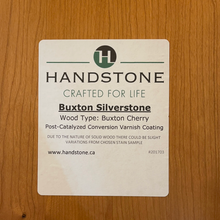 HANDSTONE
CRAFTED FOR LIFE
Buxton Silverstone
Wood Type: Buxton Cherry
Post-Catalyzed Conversion Varnish Coating
DUE TO THE NATURE OF SOLID WOOD THERE COULD BE SLIGHT
VARIATIONS FROM CHOSEN STAIN SAMPLE
www.handstone.ca